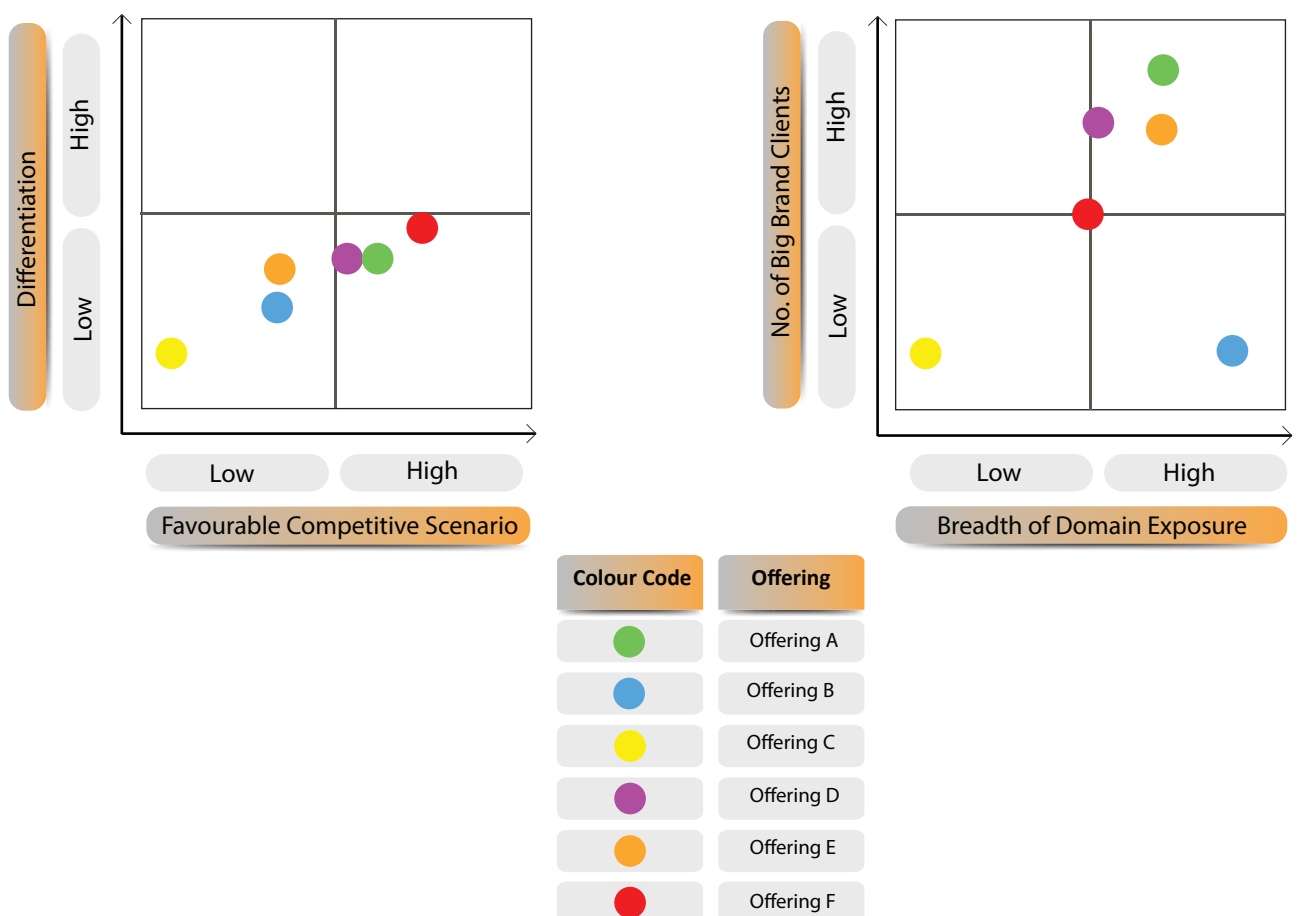 Differentiation
High
Low
Low
High
Favourable Competitive Scenario
No. of Big Brand Clients
High
Low
Low
High
Breadth of Domain Exposure
Colour Code
Offering
Offering A
Offering B
Offering C
Offering D
Offering E
Offering F